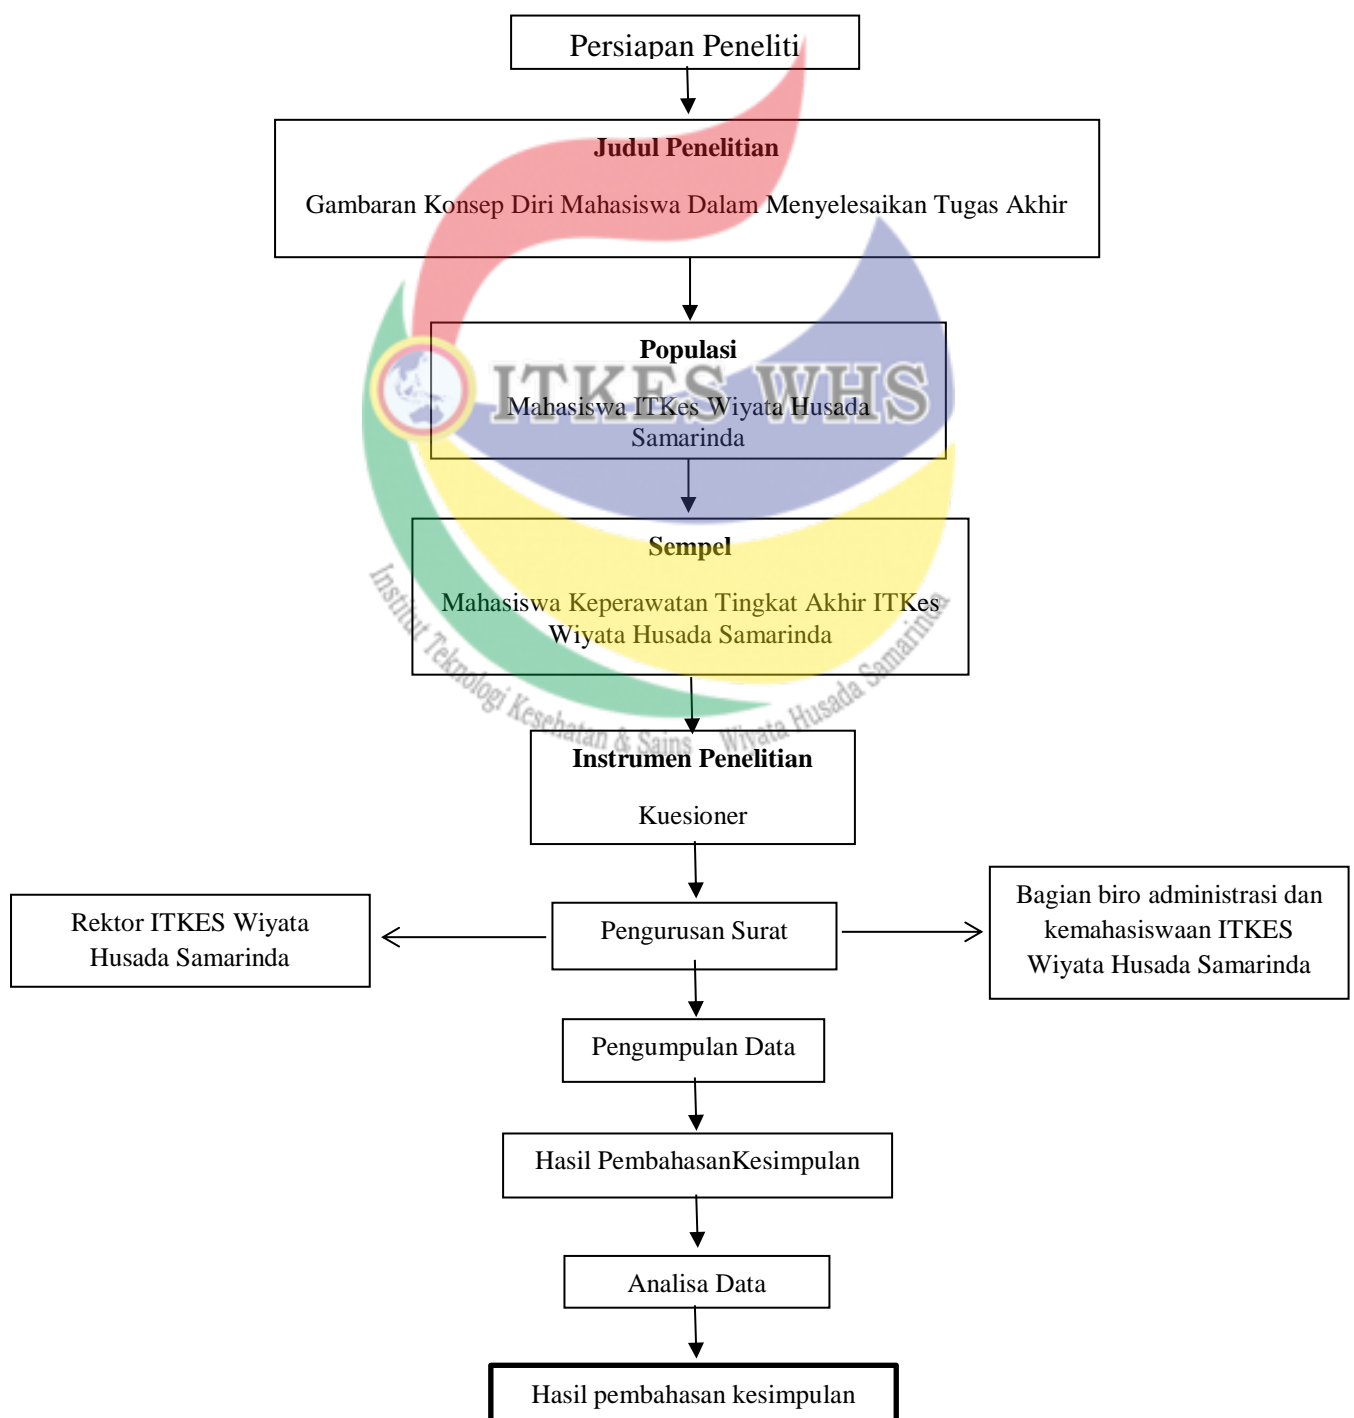 Persiapan Peneliti
Judul Penelitian
Gambaran Konsep Diri Mahasiswa Dalam Menyelesaikan Tugas Akhir
Populasi
ITKES WHS
Mahasiswa ITKes Wiyata Husada
Samarinda
Sempel
Mahasiswa Keperawatan Tingkat Akhir ITKes
Wiyata Husada Samarinda
Institut Teknologi Kesehatan & Sains Wiyata Husada Samarinda
Instrumen Penelitian
Kuesioner
Rektor ITKES Wiyata
Husada Samarinda
Pengurusan Surat
Bagian biro administrasi dan
kemahasiswaan ITKES
Wiyata Husada Samarinda
Pengumpulan Data
Hasil PembahasanKesimpulan
Analisa Data
Hasil pembahasan kesimpulan